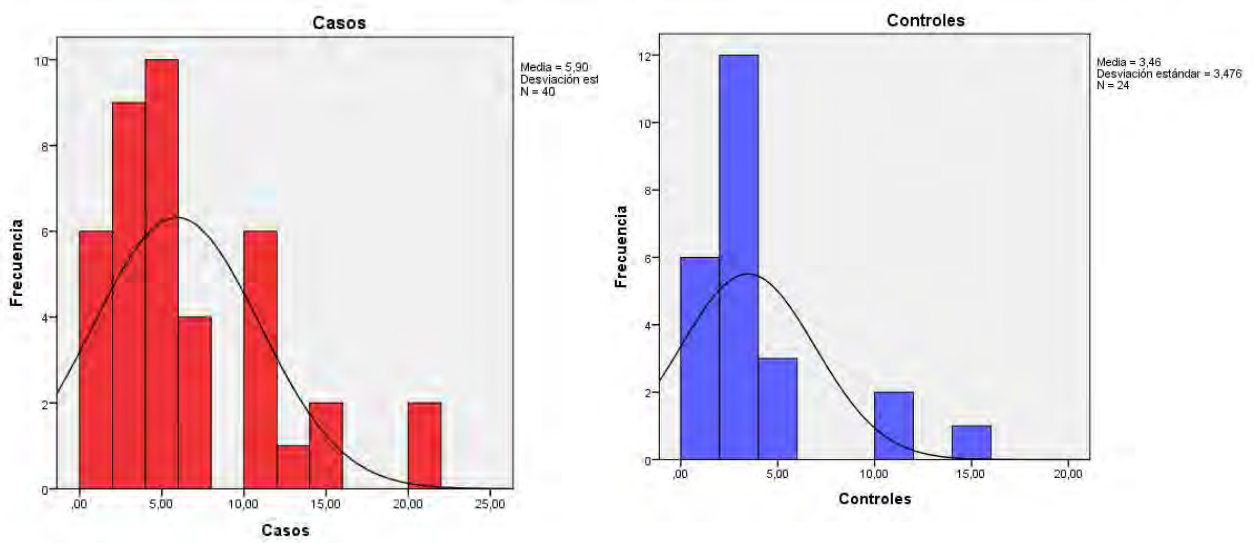 Casos
Media = 5,90
Desviación est
N = 40
10
8
6
4
2
0
Frecuencia
,00
5,00
10,00
15,00
20,00
25,00
Casos
Controles
Media = 3,46
Desviación estándar = 3,476
N = 24
12
10
8
6
4
2
0
Frecuencia
,00
5,00
10,00
15,00
20,00
Controles